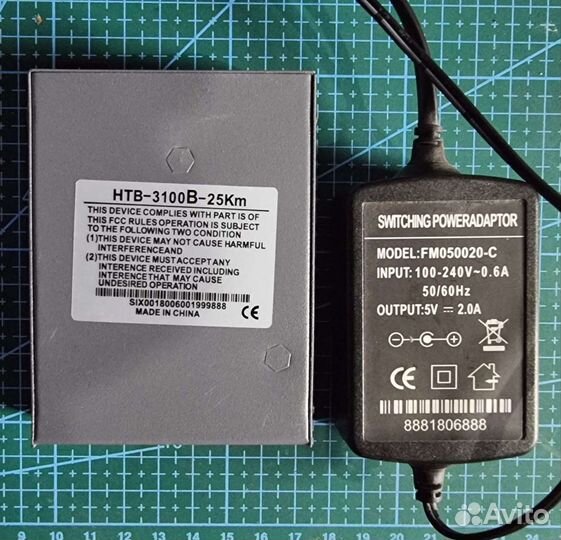 HTB-3100B-25Km
THIS DEVICE COMPLIES WITH PART IS OF
THIS FCC RULES OPERATION IS SUBJECT
TO THE FOLLOWING TWO CONDITION
(1)THIS DEVICE MAY NOT CAUSE HARMFUL
INTERFERENCEAND
(2)THIS DEVICE MUST ACCEPT ANY
INTERENCE RECEIVED INCLUDING
INTERENCE THAT MAY CAUSE
UNDESIRED OPERATION
SIX0018006001999888
MADE IN CHINA
CE
SWITCHING POWERADAPTOR
MODEL:FM050020-C
INPUT:100-240V~0.6A
50/60Hz
OUTPUT:5V⎓2.0A
CE
8881806888
Avito